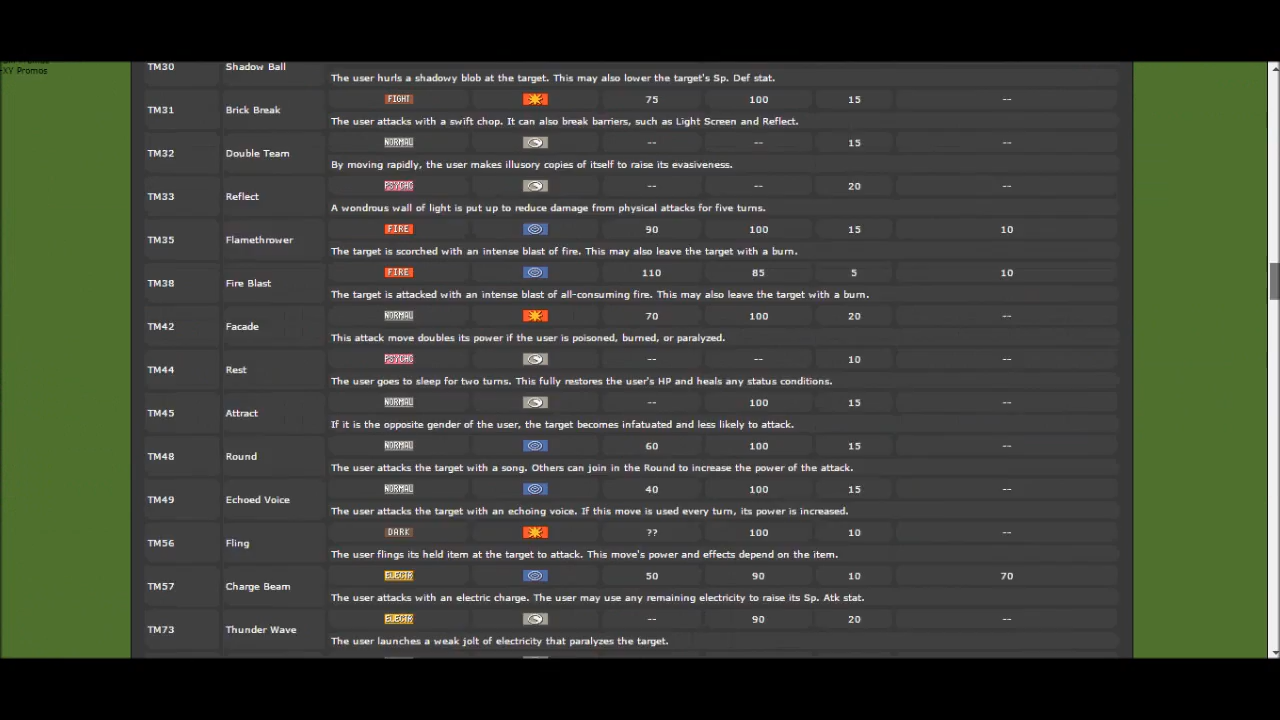 XY Promos
TM30 Shadow Ball
The user hurls a shadowy blob at the target. This may also lower the target's Sp. Def stat.
TM31 Brick Break FIGHT 75 100 15 --
The user attacks with a swift chop. It can also break barriers, such as Light Screen and Reflect.
TM32 Double Team NORMAL -- -- 15
By moving rapidly, the user makes illusory copies of itself to raise its evasiveness.
TM33 Reflect PSYCHC -- -- 20 --
A wondrous wall of light is put up to reduce damage from physical attacks for five turns.
TM35 Flamethrower FIRE 90 100 15 10
The target is scorched with an intense blast of fire. This may also leave the target with a burn.
TM38 Fire Blast FIRE 110 85 5 10
The target is attacked with an intense blast of all-consuming fire. This may also leave the target with a burn.
TM42 Facade NORMAL 70 100 20 --
This attack move doubles its power if the user is poisoned, burned, or paralyzed.
TM44 Rest PSYCHC -- -- 10 --
The user goes to sleep for two turns. This fully restores the user's HP and heals any status conditions.
TM45 Attract NORMAL -- 100 15 --
If it is the opposite gender of the user, the target becomes infatuated and less likely to attack.
TM48 Round NORMAL 60 100 15 --
The user attacks the target with a song. Others can join in the Round to increase the power of the attack.
TM49 Echoed Voice NORMAL 40 100 15 --
The user attacks the target with an echoing voice. If this move is used every turn, its power is increased.
TM56 Fling DARK ?? 100 10 --
The user flings its held item at the target to attack. This move's power and effects depend on the item.
TM57 Charge Beam ELECTR 50 90 10 70
The user attacks with an electric charge. The user may use any remaining electricity to raise its Sp. Atk stat.
TM73 Thunder Wave ELECTR -- 90 20 --
The user launches a weak jolt of electricity that paralyzes the target.